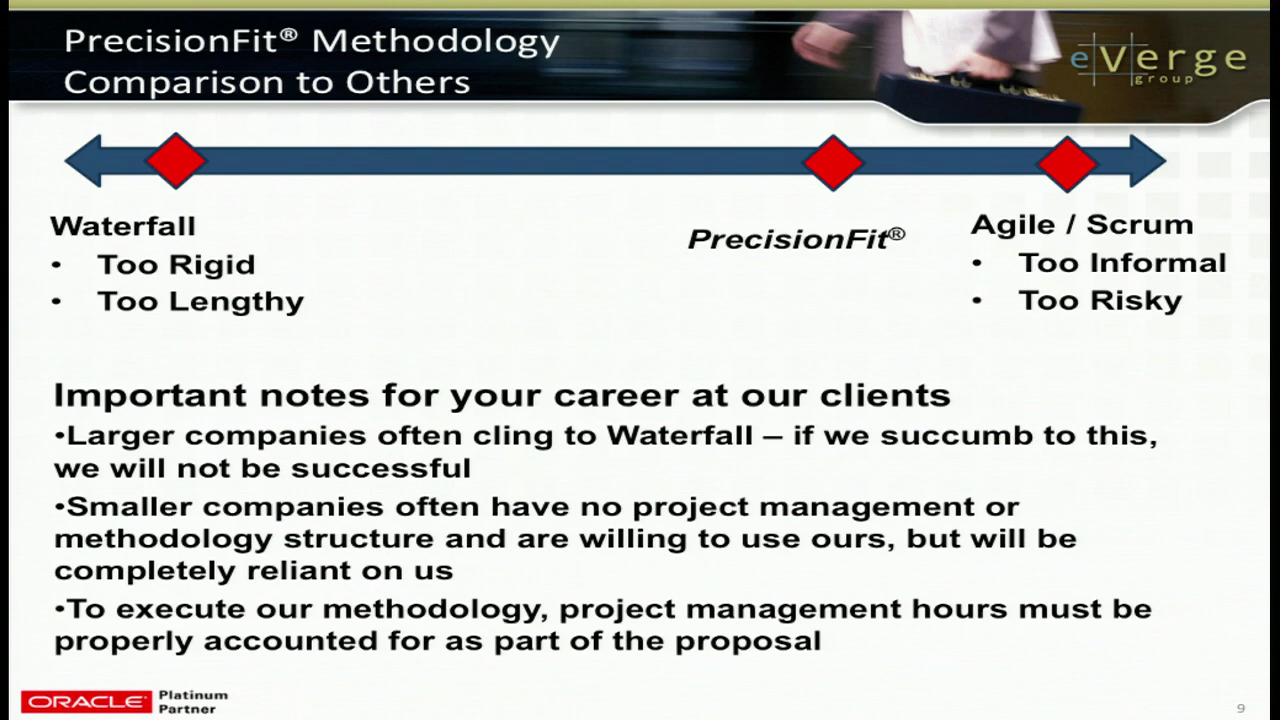 PrecisionFit® Methodology
Comparison to Others
eVerge
group
Waterfall
• Too Rigid
• Too Lengthy
PrecisionFit®
Agile / Scrum
• Too Informal
• Too Risky
Important notes for your career at our clients
•Larger companies often cling to Waterfall – if we succumb to this,
we will not be successful
•Smaller companies often have no project management or
methodology structure and are willing to use ours, but will be
completely reliant on us
•To execute our methodology, project management hours must be
properly accounted for as part of the proposal
ORACLE Platinum
Partner
9